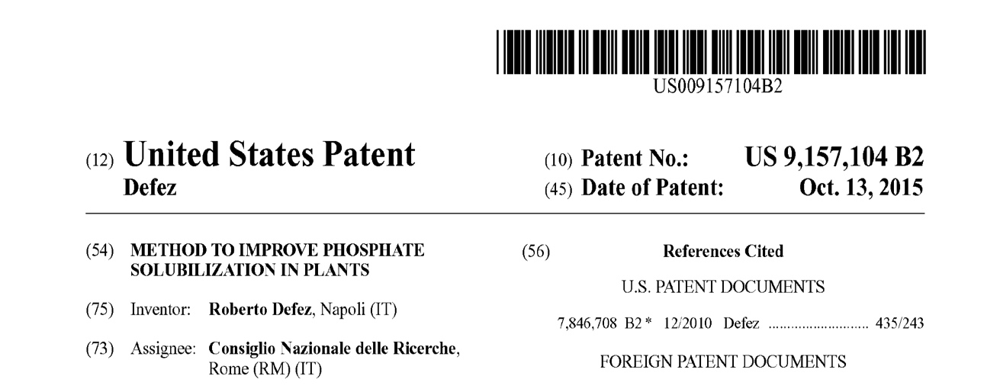 US009157104B2
(12) United States Patent
Defez
(10) Patent No.: US 9,157,104 B2
(45) Date of Patent: Oct. 13, 2015
(54) METHOD TO IMPROVE PHOSPHATE
SOLUBILIZATION IN PLANTS
(75) Inventor: Roberto Defez, Napoli (IT)
(73) Assignee: Consiglio Nazionale delle Ricerche,
Rome (RM) (IT)
(56) References Cited
U.S. PATENT DOCUMENTS
7,846,708 B2 * 12/2010 Defez ........................... 435/243
FOREIGN PATENT DOCUMENTS